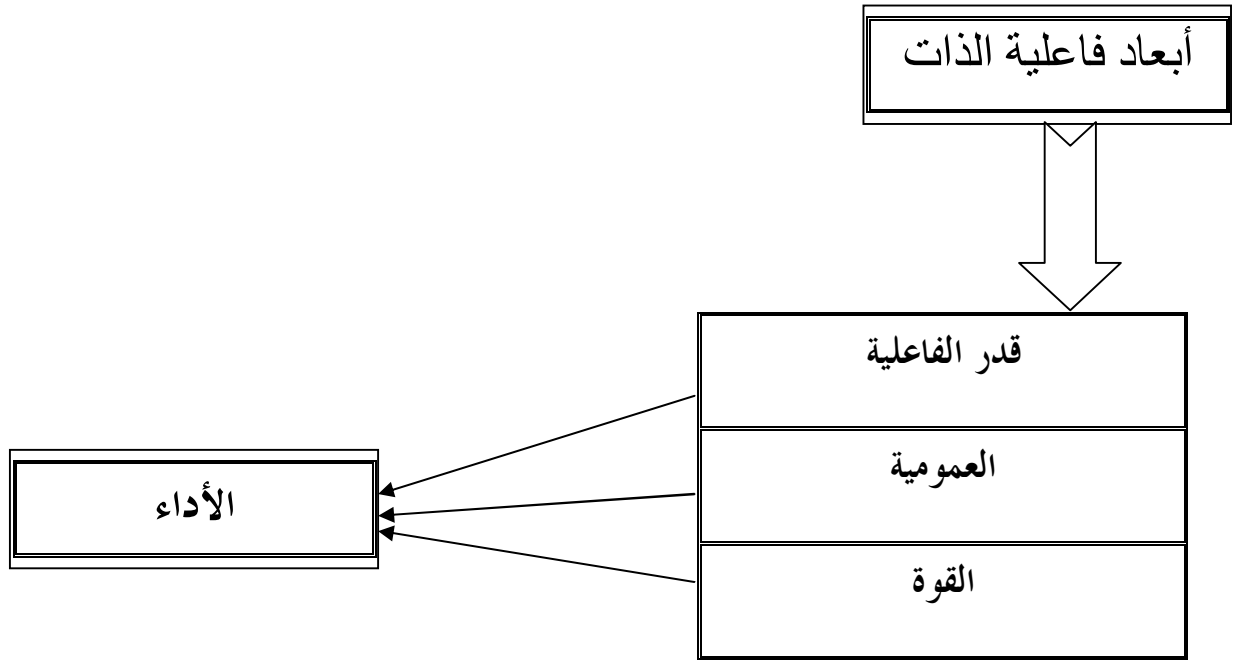 أبعاد فاعلية الذات
قدر الفاعلية
العمومية
القوة
الأداء